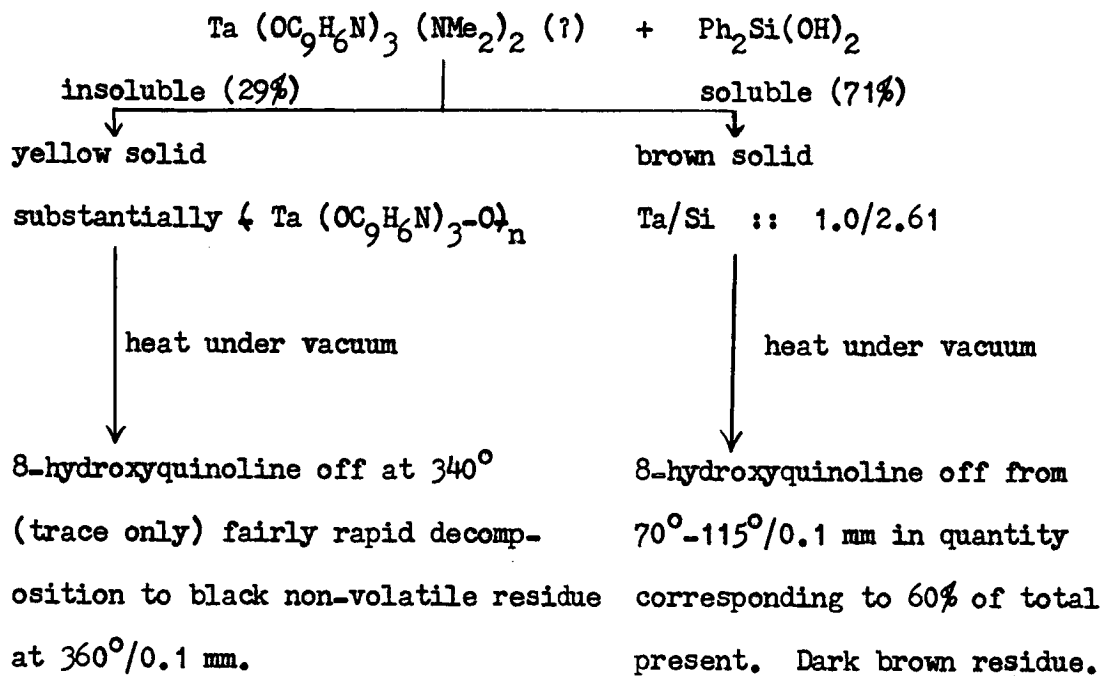 Ta (OC9H6N)3 (NMe2)2 (?) + Ph2Si(OH)2
insoluble (29%) soluble (71%)
yellow solid brown solid
substantially ( Ta (OC9H6N)3-O)n Ta/Si :: 1.0/2.61
heat under vacuum heat under vacuum
8-hydroxyquinoline off at 340° 8-hydroxyquinoline off from
(trace only) fairly rapid decomp- 70°-115°/0.1 mm in quantity
osition to black non-volatile residue corresponding to 60% of total
at 360°/0.1 mm. present. Dark brown residue.